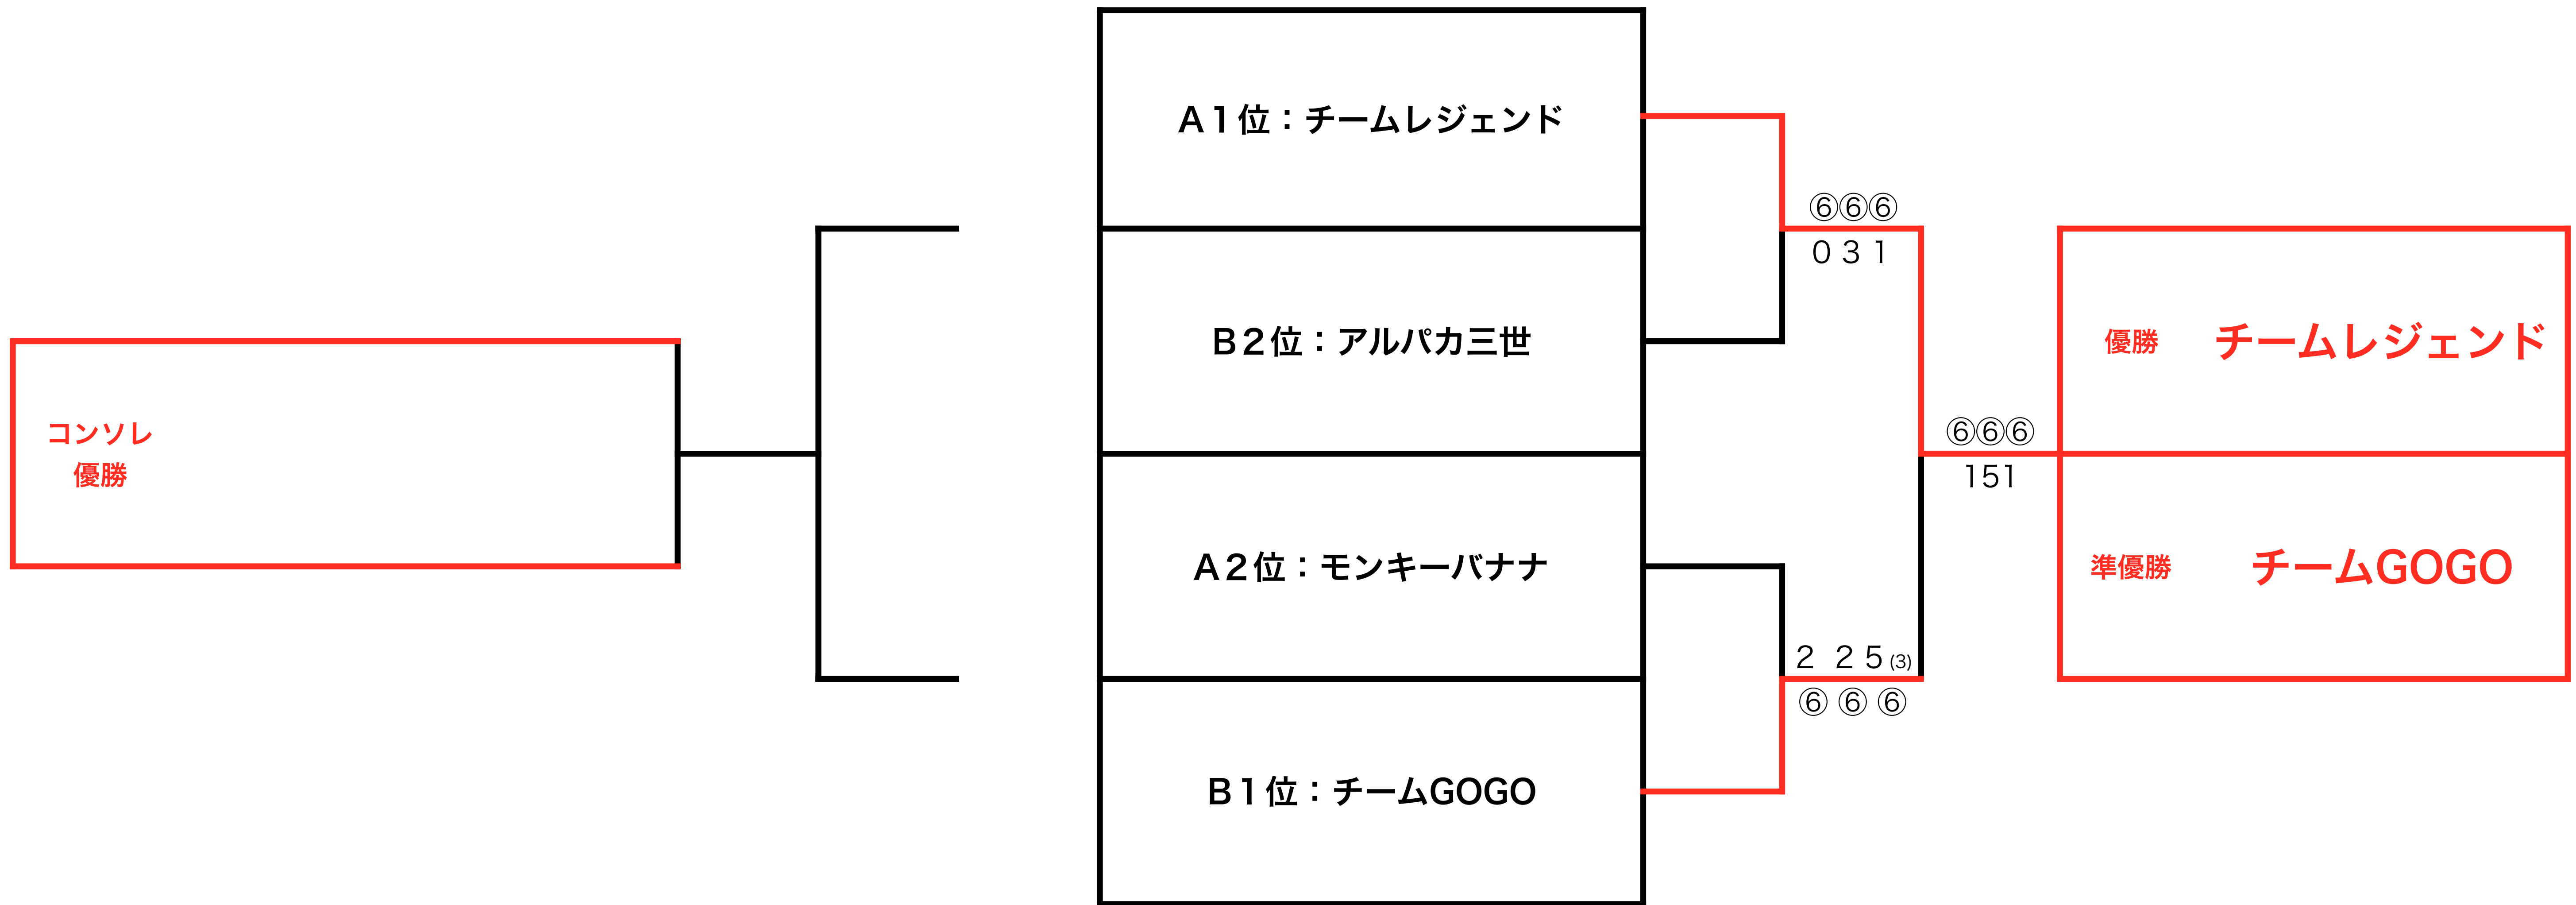 コンソレ
優勝
A1位：チームレジェンド
B2位：アルパカ三世
A2位：モンキーバナナ
B1位：チームGOGO
⑥⑥⑥
0 3 1
2 2 5 (3)
⑥ ⑥ ⑥
⑥⑥⑥
151
優勝 チームレジェンド
準優勝 チームGOGO